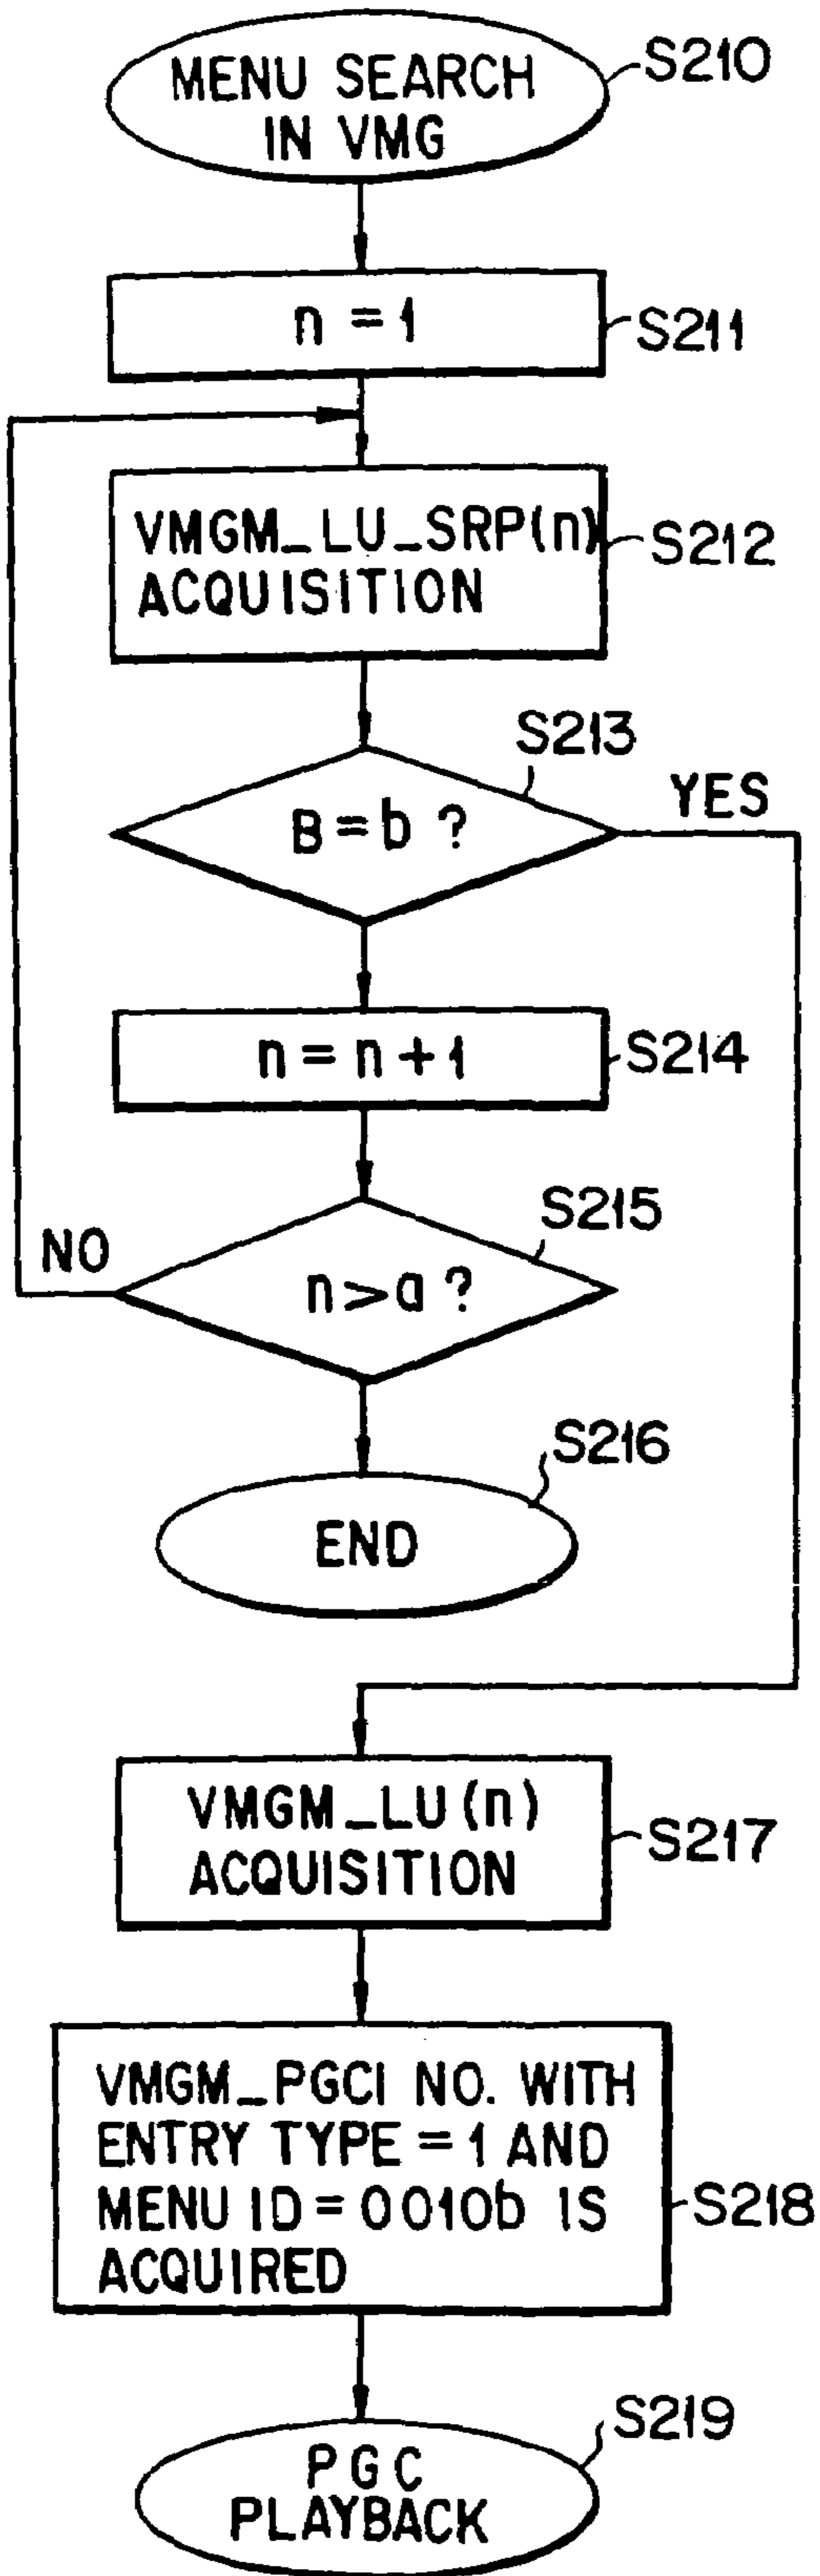 MENU SEARCH
IN VMG
S210
n = 1
S211
VMGM_LU_SRP(n)
ACQUISITION
S212
S213
B = b ?
YES
n = n + 1
S214
S215
NO
n > a ?
S216
END
VMGM_LU(n)
ACQUISITION
S217
VMGM_PGCI NO. WITH
ENTRY TYPE = 1 AND
MENU ID = 0010b IS
ACQUIRED
S218
S219
PGC
PLAYBACK